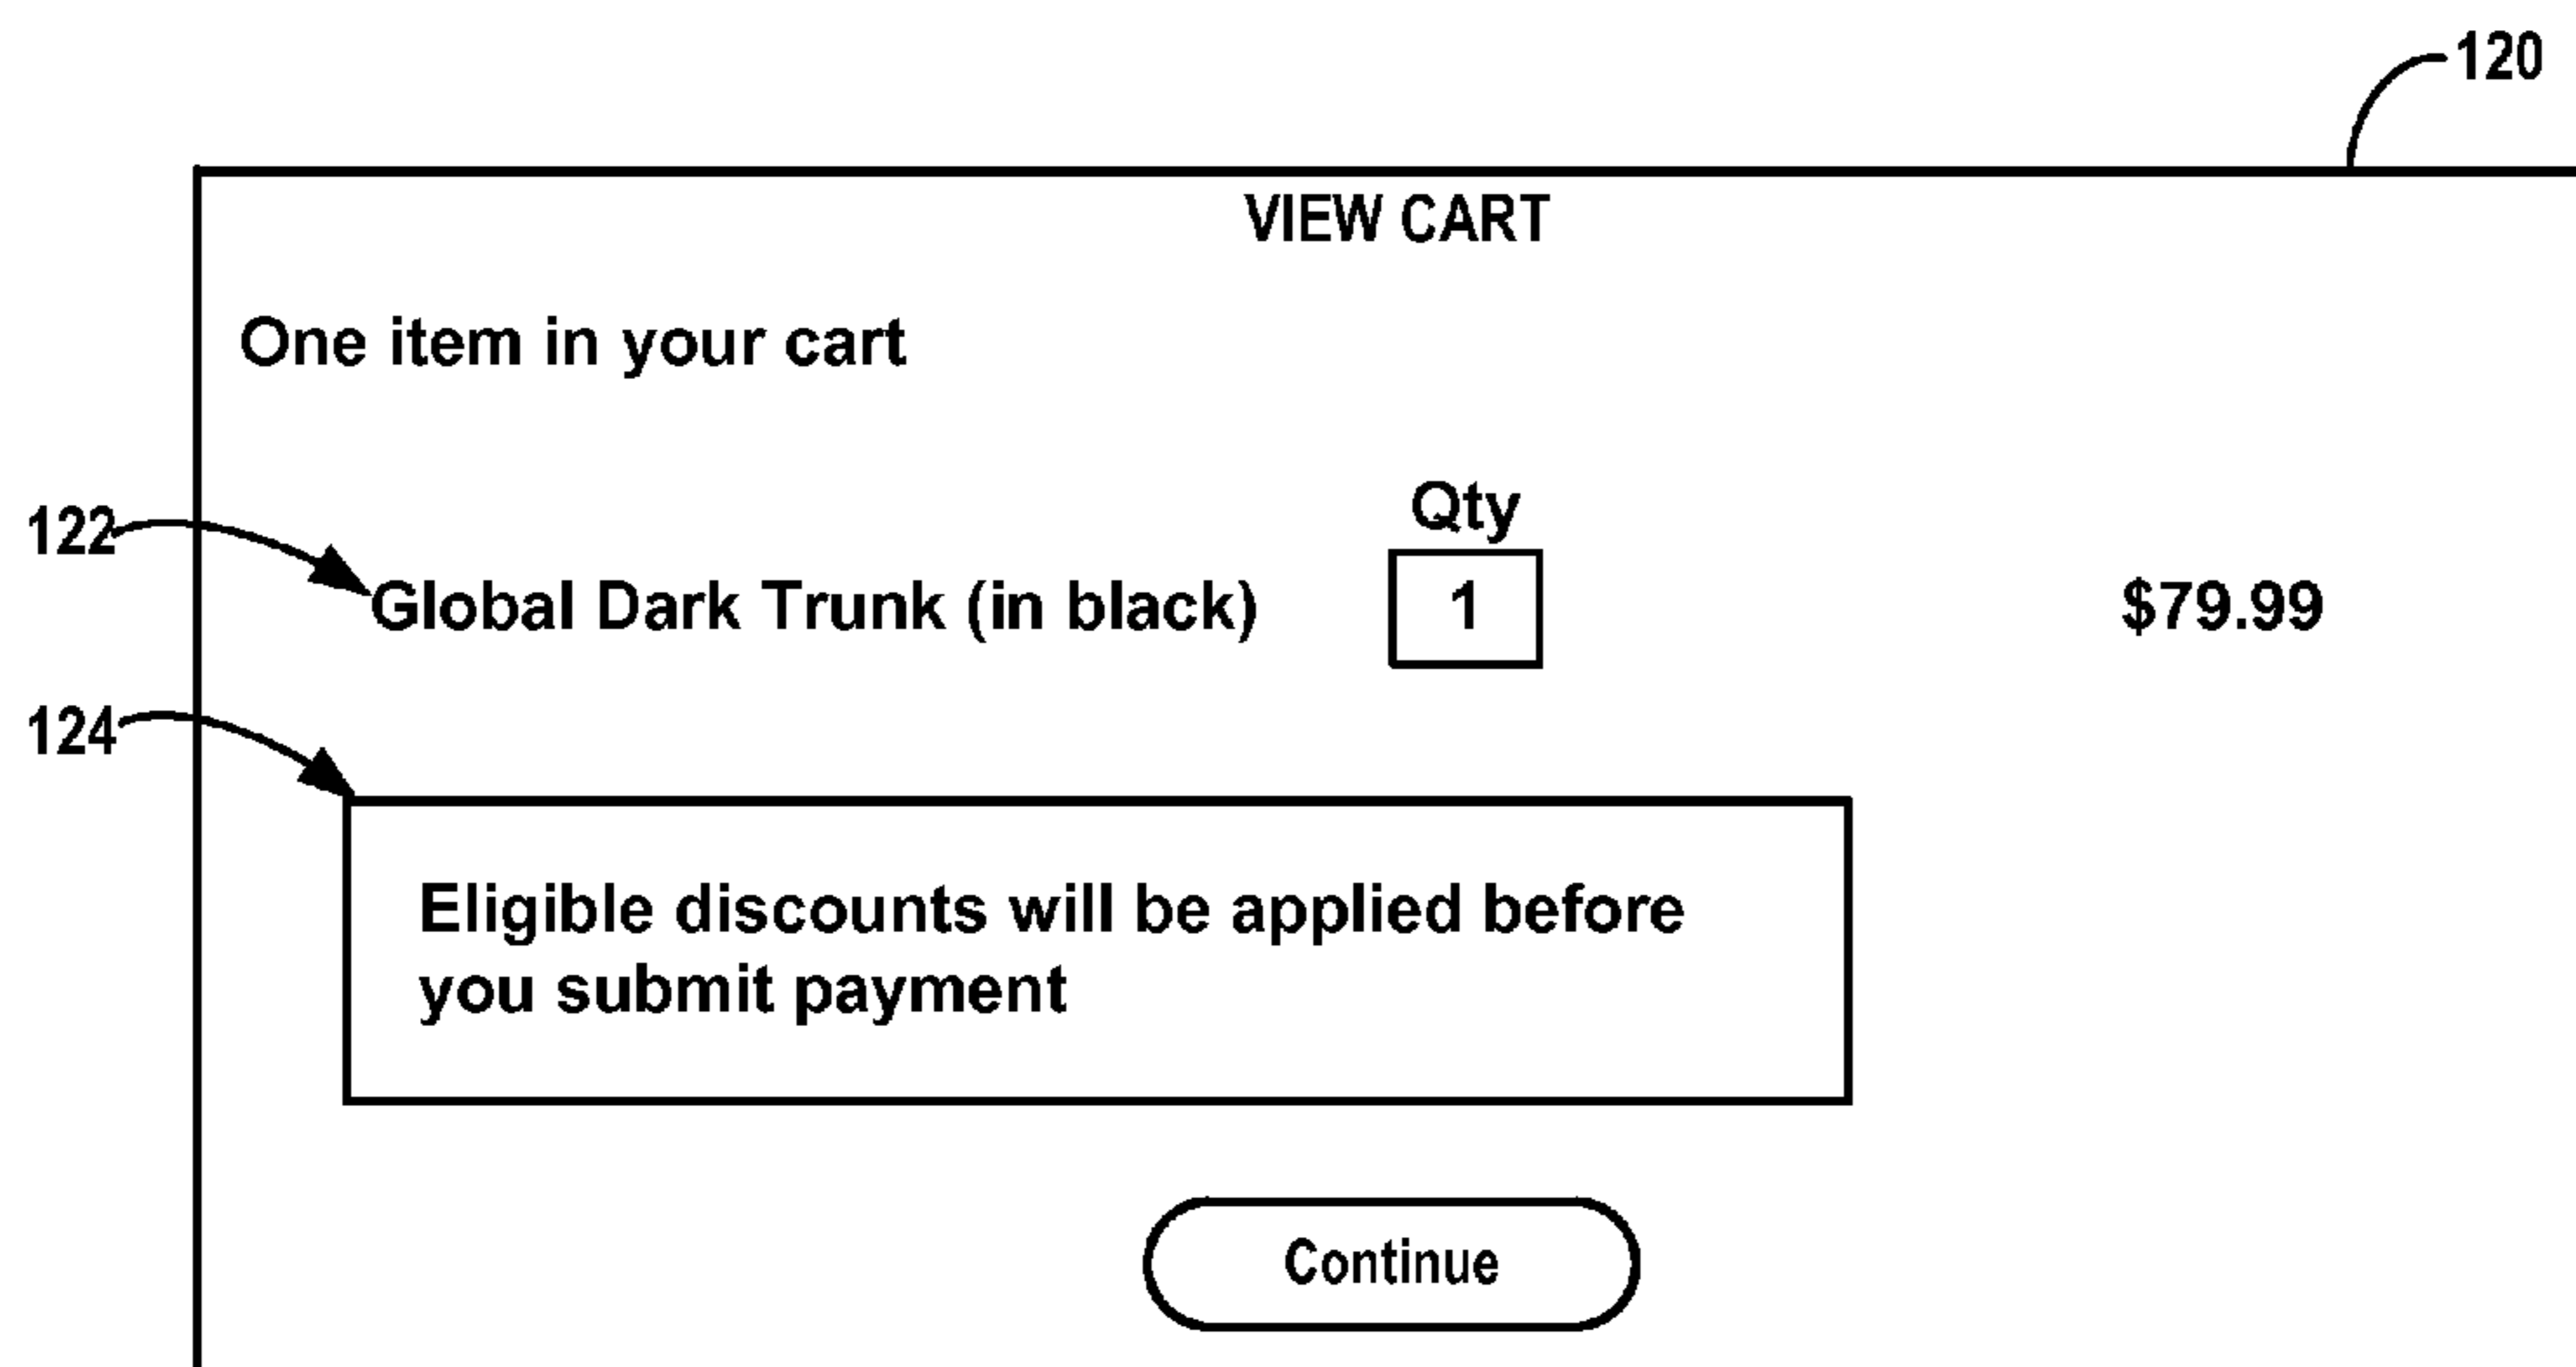 120
VIEW CART
One item in your cart
Qty
122
Global Dark Trunk (in black) 1 $79.99
124
Eligible discounts will be applied before
you submit payment
Continue